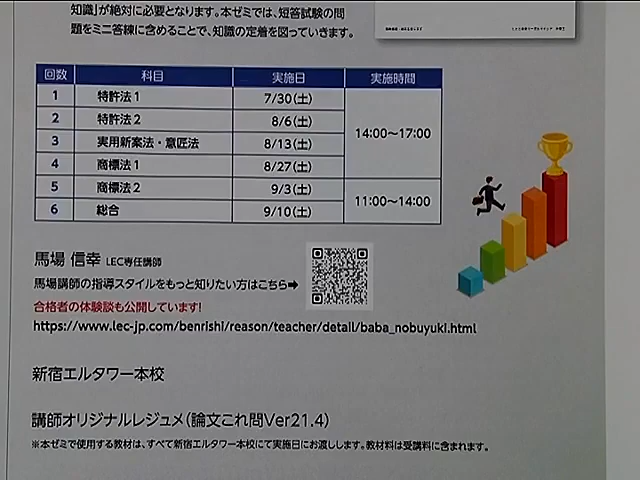 知識」が絶対に必要となります。本ゼミでは、短答試験の問
題をミニ答練に含めることで、知識の定着を図っていきます。
回数 科目 実施日 実施時間
1 特許法1 7/30(土) 14:00～17:00
2 特許法2 8/6(土)
3 実用新案法・意匠法 8/13(土)
4 商標法1 8/27(土)
5 商標法2 9/3(土) 11:00～14:00
6 総合 9/10(土)
馬場 信幸 LEC専任講師
馬場講師の指導スタイルをもっと知りたい方はこちら➡
合格者の体験談も公開しています!
https://www.lec-jp.com/benrishi/reason/teacher/detail/baba_nobuyuki.html
新宿エルタワー本校
講師オリジナルレジュメ(論文これ問Ver21.4)
※本ゼミで使用する教材は、すべて新宿エルタワー本校にて実施日にお渡しします。教材料は受講料に含まれます。